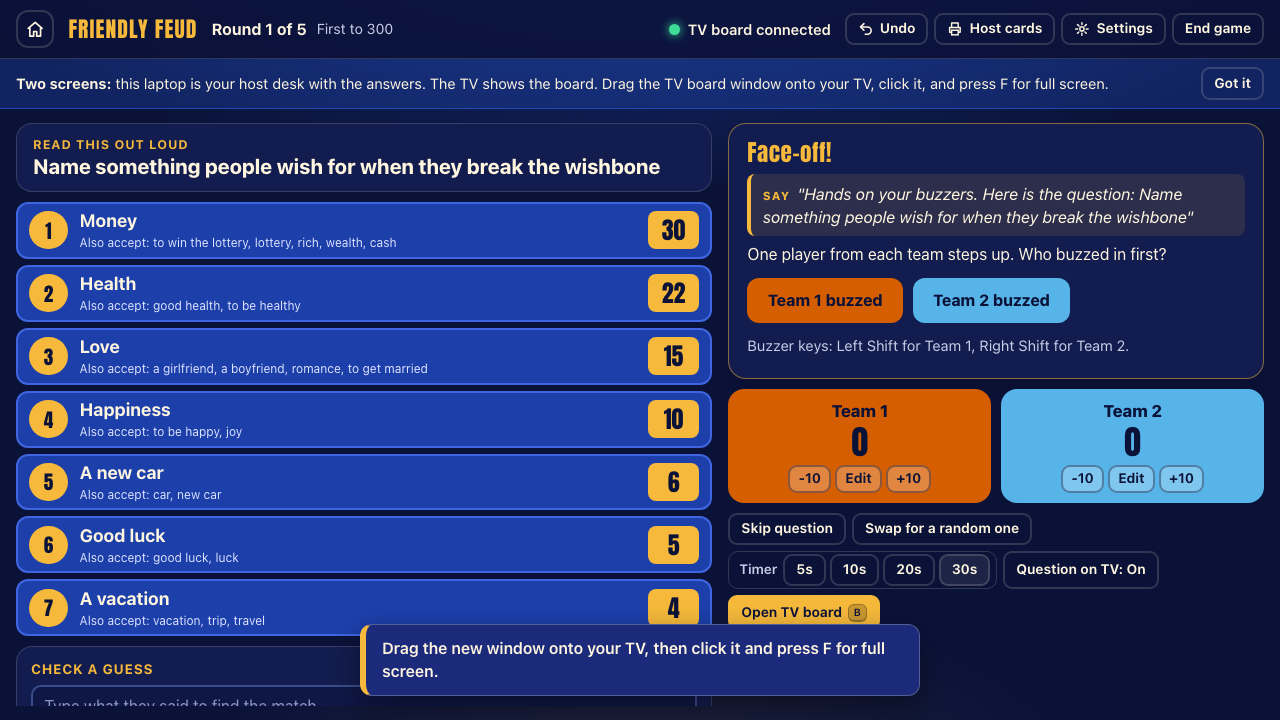 FRIENDLY FEUD Round 1 of 5 First to 300 TV board connected Undo Host cards Settings End game
Two screens: this laptop is your host desk with the answers. The TV shows the board. Drag the TV board window onto your TV, click it, and press F for full screen. Got it
READ THIS OUT LOUD
Name something people wish for when they break the wishbone
1 Money 30
Also accept: to win the lottery, lottery, rich, wealth, cash
2 Health 22
Also accept: good health, to be healthy
3 Love 15
Also accept: a girlfriend, a boyfriend, romance, to get married
4 Happiness 10
Also accept: to be happy, joy
5 A new car 6
Also accept: car, new car
6 Good luck 5
Also accept: good luck, luck
7 A vacation 4
Also accept: vacation, trip, travel
CHECK A GUESS
Type what they said to find the match
Face-off!
SAY "Hands on your buzzers. Here is the question: Name
something people wish for when they break the wishbone"
One player from each team steps up. Who buzzed in first?
Team 1 buzzed Team 2 buzzed
Buzzer keys: Left Shift for Team 1, Right Shift for Team 2.
Team 1
0
-10 Edit +10
Team 2
0
-10 Edit +10
Skip question Swap for a random one
Timer 5s 10s 20s 30s Question on TV: On
Open TV board B
Drag the new window onto your TV, then click it and press F for full
screen.